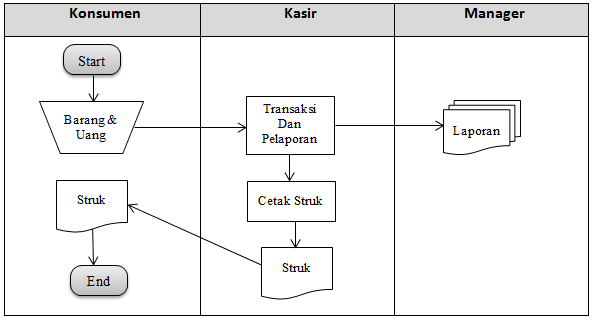 Konsumen
Kasir
Manager
Start
Barang &
Uang
Transaksi
Dan
Pelaporan
Laporan
Struk
Cetak Struk
Struk
End